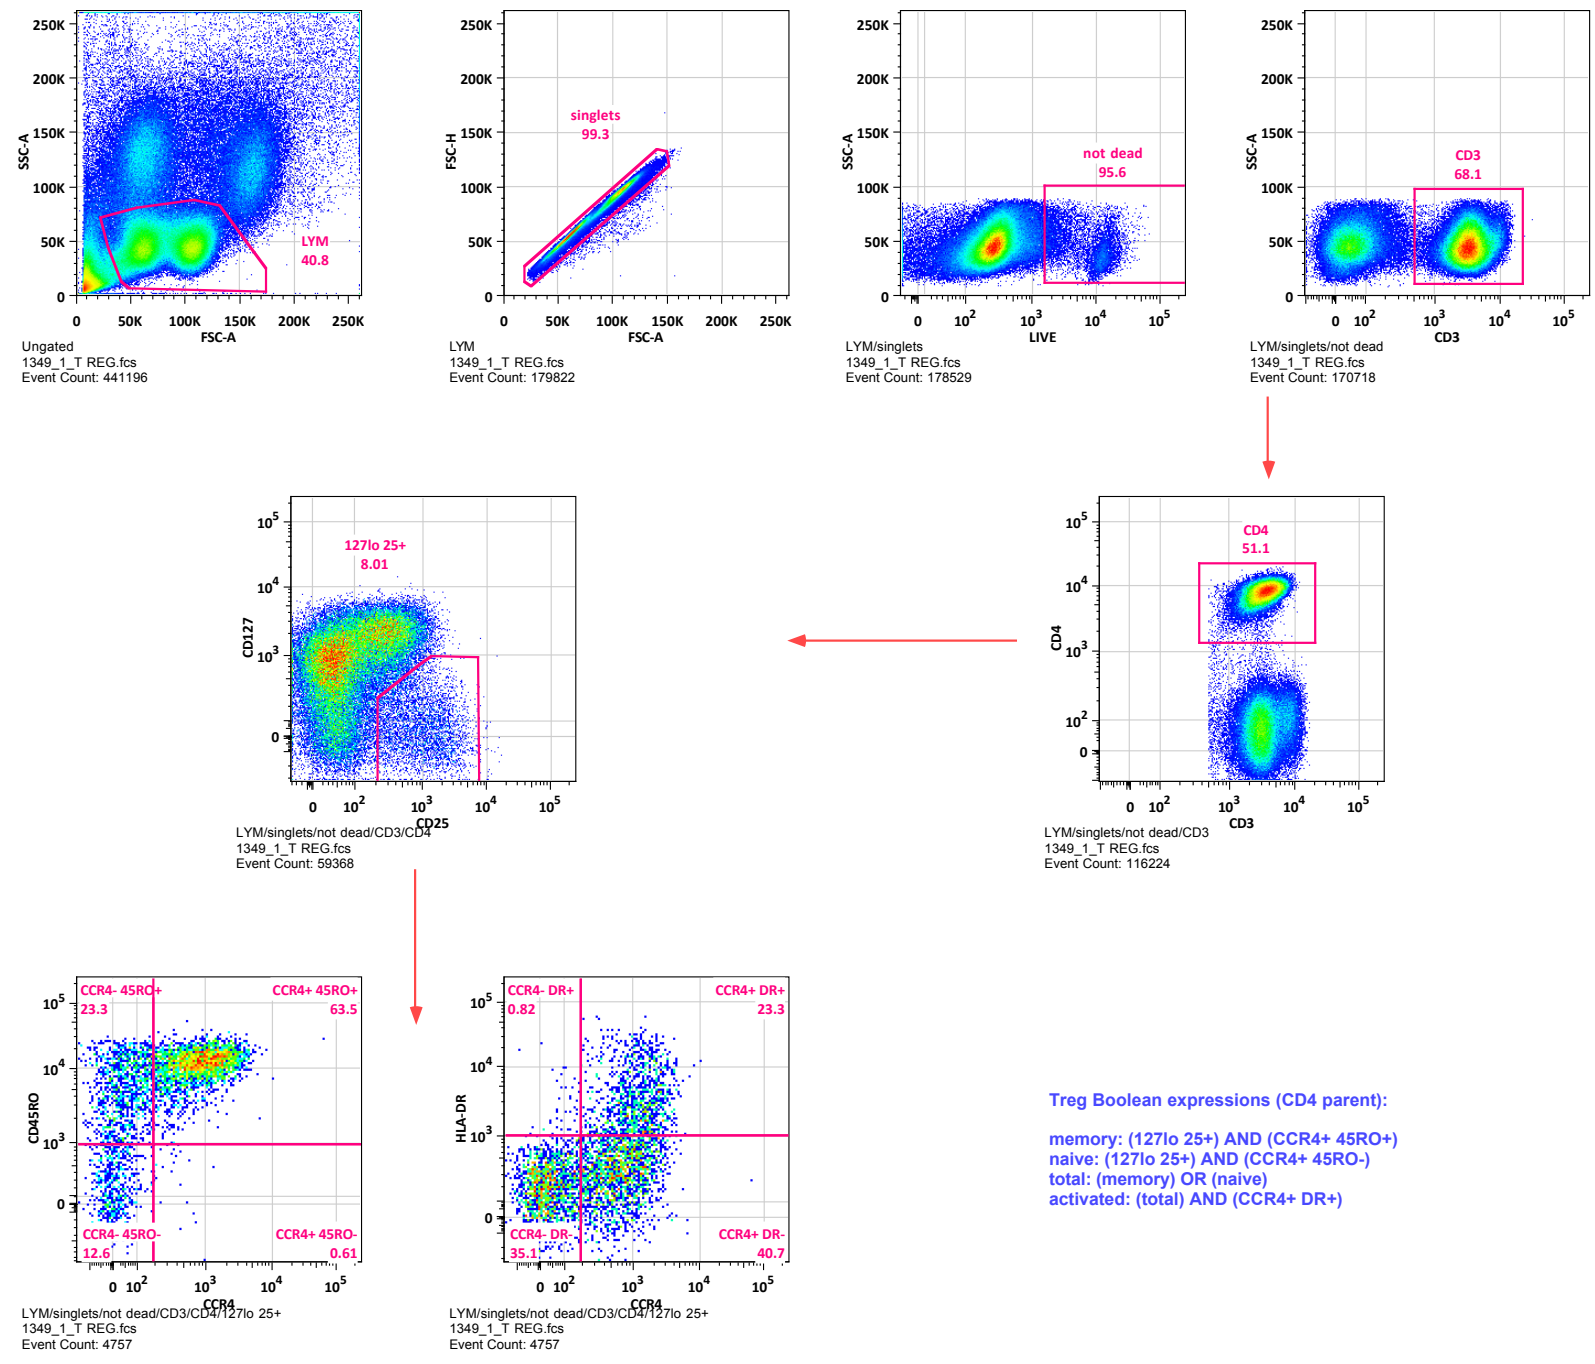 250K
200K
150K
100K
50K
0
SSC-A
LYM
40.8
0 50K 100K 150K 200K 250K
FSC-A
Ungated
1349_1_T REG.fcs
Event Count: 441196
250K
200K
150K
100K
50K
0
FSC-H
singlets
99.3
0 50K 100K 150K 200K 250K
FSC-A
LYM
1349_1_T REG.fcs
Event Count: 179822
250K
200K
150K
100K
50K
0
SSC-A
not dead
95.6
0 10^2 10^3 10^4 10^5
LIVE
LYM/singlets
1349_1_T REG.fcs
Event Count: 178529
250K
200K
150K
100K
50K
0
SSC-A
CD3
68.1
0 10^2 10^3 10^4 10^5
CD3
LYM/singlets/not dead
1349_1_T REG.fcs
Event Count: 170718
10^5
10^4
10^3
0
CD127
127lo 25+
8.01
0 10^2 10^3 10^4 10^5
CD25
LYM/singlets/not dead/CD3/CD4
1349_1_T REG.fcs
Event Count: 59368
10^5
10^4
10^3
10^2
0
CD4
CD4
51.1
0 10^2 10^3 10^4 10^5
CD3
LYM/singlets/not dead/CD3
1349_1_T REG.fcs
Event Count: 116224
10^5
10^4
10^3
0
CD45RO
CCR4- 45RO+
23.3
CCR4+ 45RO+
63.5
CCR4- 45RO-
12.6
CCR4+ 45RO-
0.61
0 10^2 10^3 10^4 10^5
CCR4
LYM/singlets/not dead/CD3/CD4/127lo 25+
1349_1_T REG.fcs
Event Count: 4757
10^5
10^4
10^3
0
HLA-DR
CCR4- DR+
0.82
CCR4+ DR+
23.3
CCR4- DR-
35.1
CCR4+ DR-
40.7
0 10^2 10^3 10^4 10^5
CCR4
LYM/singlets/not dead/CD3/CD4/127lo 25+
1349_1_T REG.fcs
Event Count: 4757
Treg Boolean expressions (CD4 parent):
memory: (127lo 25+) AND (CCR4+ 45RO+)
naive: (127lo 25+) AND (CCR4+ 45RO-)
total: (memory) OR (naive)
activated: (total) AND (CCR4+ DR+)